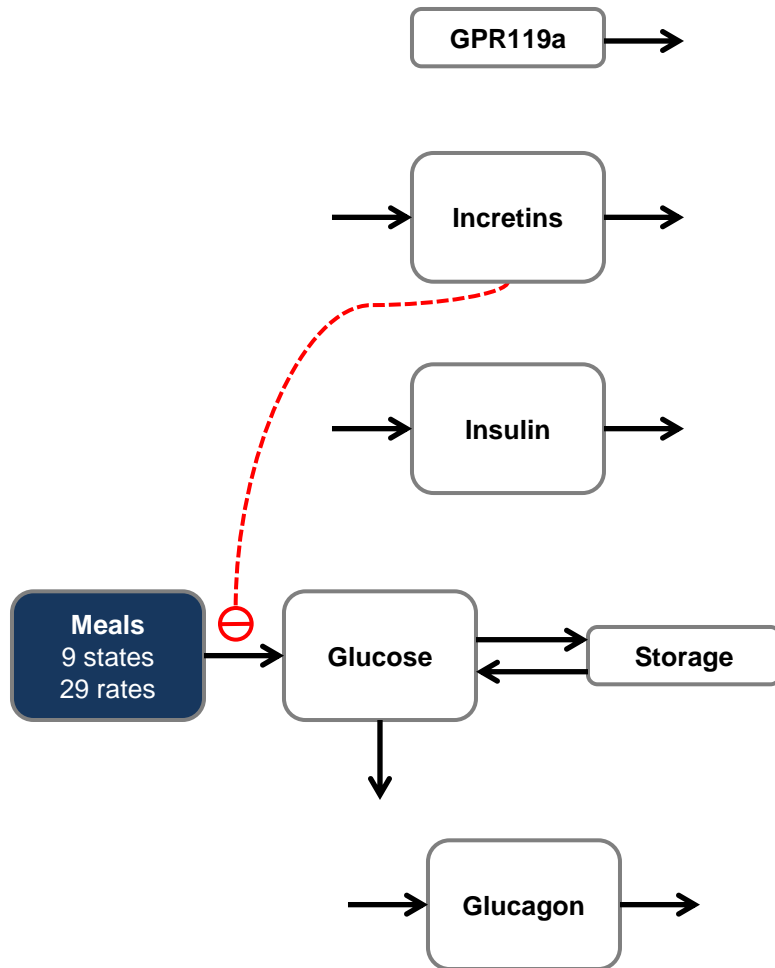 GPR119a
Incretins
Insulin
Meals
9 states
29 rates
Glucose
Storage
Glucagon